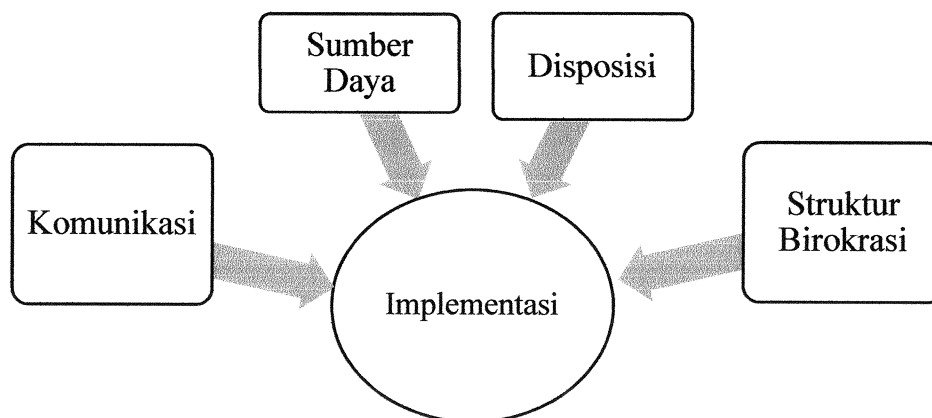 Sumber
Daya
Disposisi
Komunikasi
Struktur
Birokrasi
Implementasi